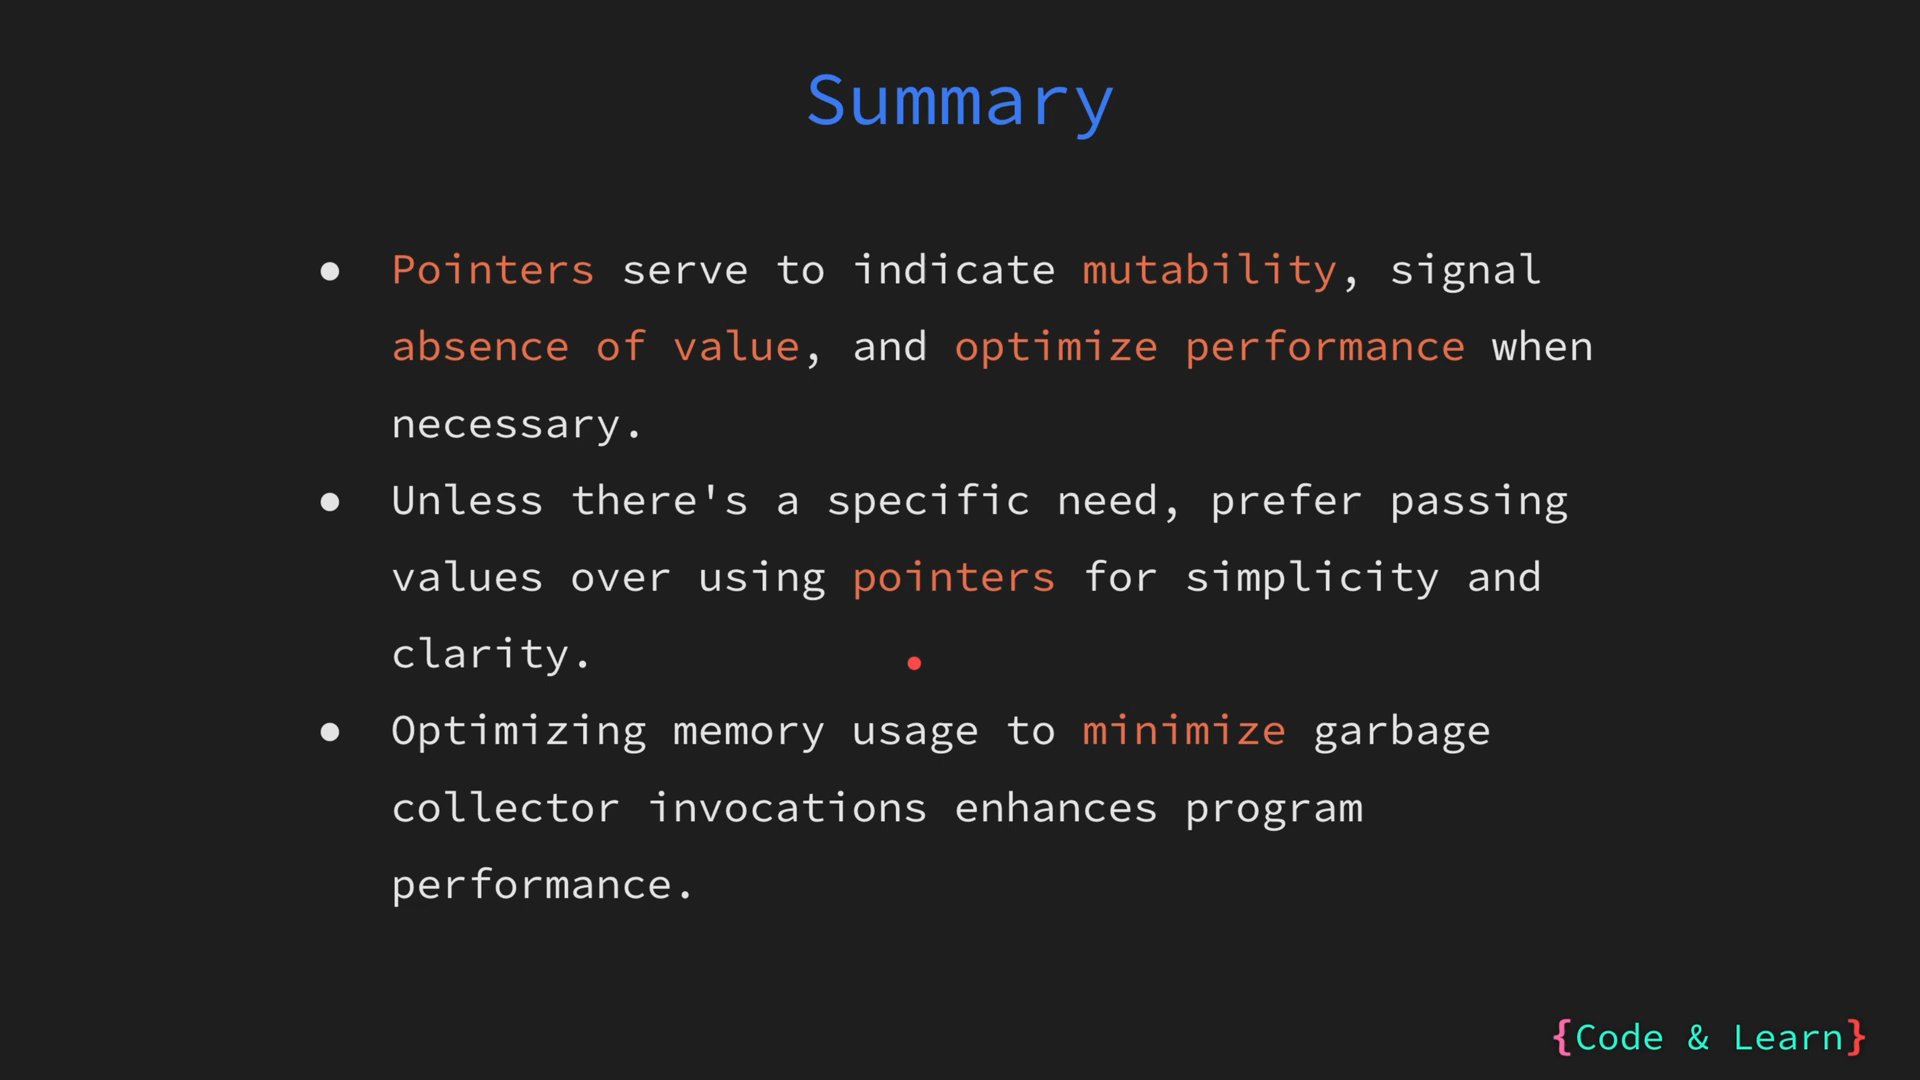 Summary
● Pointers serve to indicate mutability, signal
absence of value, and optimize performance when
necessary.
● Unless there's a specific need, prefer passing
values over using pointers for simplicity and
clarity.
● Optimizing memory usage to minimize garbage
collector invocations enhances program
performance.
{Code & Learn}